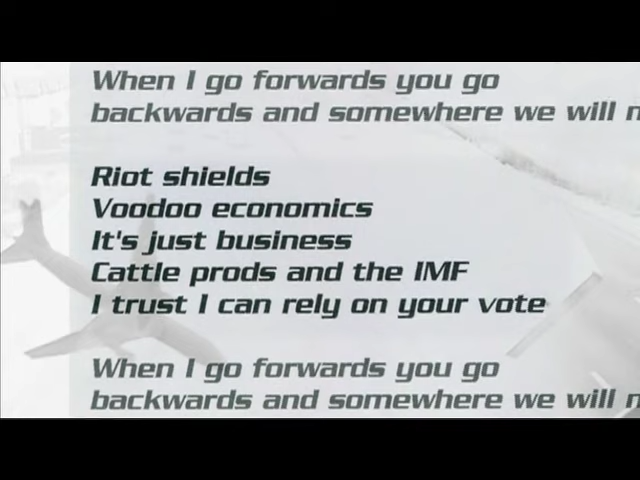 When I go forwards you go
backwards and somewhere we will
Riot shields
Voodoo economics
It's just business
Cattle prods and the IMF
I trust I can rely on your vote
When I go forwards you go
backwards and somewhere we will